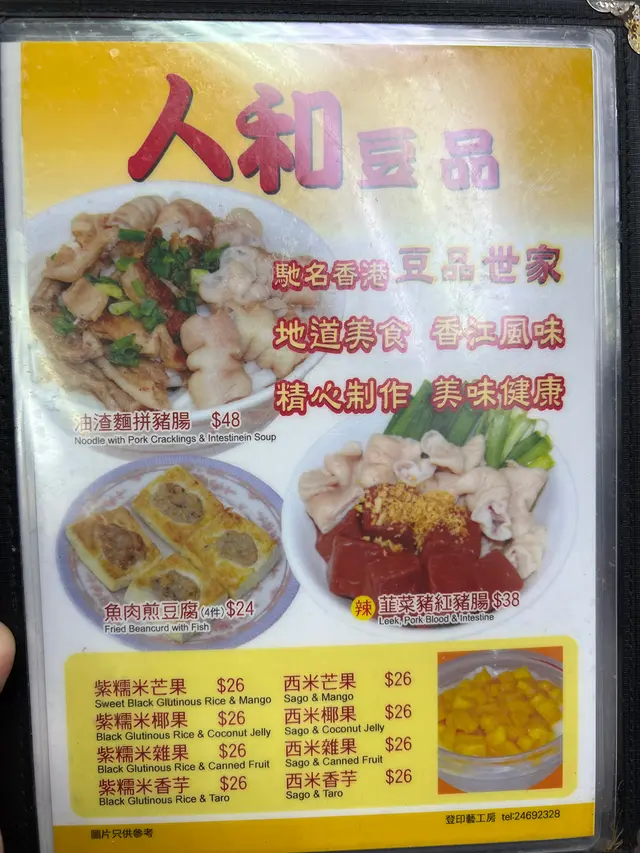 人和豆品
馳名香港 豆品世家
地道美食 香江風味
精心制作 美味健康
油渣麵拼豬腸 $48
Noodle with Pork Cracklings & Intestinein Soup
魚肉煎豆腐(4件) $24
Fried Beancurd with Fish
辣 韮菜豬紅豬腸 $38
Leek, Pork Blood & Intestine
紫糯米芒果 $26
Sweet Black Glutinous Rice & Mango
紫糯米椰果 $26
Black Glutinous Rice & Coconut Jelly
紫糯米雜果 $26
Black Glutinous Rice & Canned Fruit
紫糯米香芋 $26
Black Glutinous Rice & Taro
西米芒果 $26
Sago & Mango
西米椰果 $26
Sago & Coconut Jelly
西米雜果 $26
Sago & Canned Fruit
西米香芋 $26
Sago & Taro
圖片只供參考
登印藝工房 tel:24692328